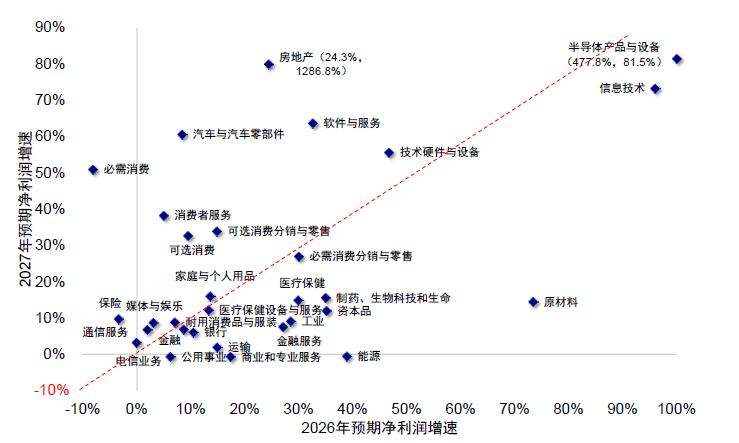 90%
80%
70%
60%
50%
40%
30%
20%
10%
0%
-10%
2027年预期净利润增速
房地产（24.3%，
1286.8%）
半导体产品与设备
（477.8%，81.5%）
信息技术
汽车与汽车零部件
软件与服务
技术硬件与设备
必需消费
消费者服务
可选消费分销与零售
可选消费
必需消费分销与零售
家庭与个人用品
医疗保健
保险
媒体与娱乐
医疗保健设备与服务
制药、生物科技和生命
资本品
原材料
通信服务
耐用消费品与服装
工业
金融
银行
金融服务
运输
电信业务
公用事业
商业和专业服务
能源
-10%
0%
10%
20%
30%
40%
50%
60%
70%
80%
90%
100%
2026年预期净利润增速